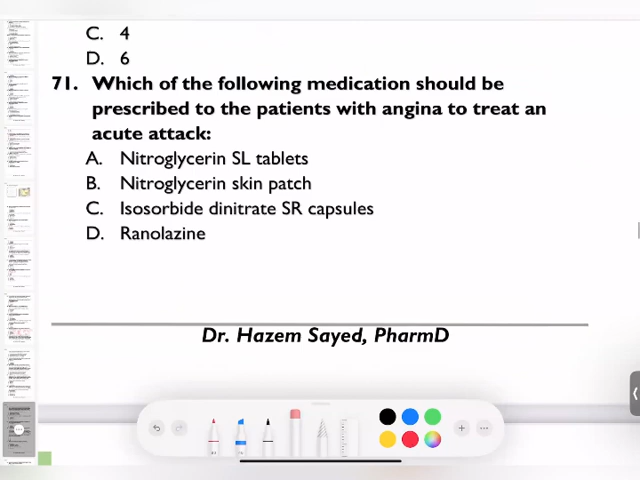 C. 4
D. 6
71. Which of the following medication should be
prescribed to the patients with angina to treat an
acute attack:
A. Nitroglycerin SL tablets
B. Nitroglycerin skin patch
C. Isosorbide dinitrate SR capsules
D. Ranolazine
Dr. Hazem Sayed, PharmD